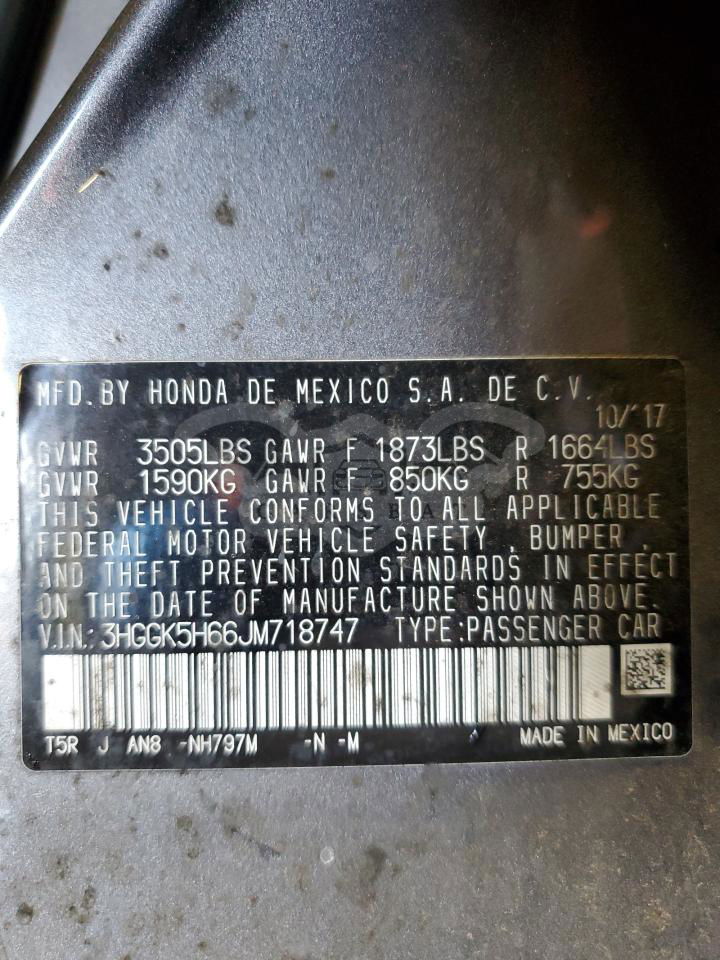 MFD. BY HONDA DE MEXICO S.A. DE C.V.
10/'17
GVWR 3505LBS GAWR F 1873LBS R 1664LBS
GVWR 1590KG GAWR F 850KG R 755KG
THIS VEHICLE CONFORMS TO ALL APPLICABLE
FEDERAL MOTOR VEHICLE SAFETY , BUMPER ,
AND THEFT PREVENTION STANDARDS IN EFFECT
ON THE DATE OF MANUFACTURE SHOWN ABOVE.
V.I.N.: 3HGGK5H66JM718747 TYPE:PASSENGER CAR
T5R J AN8 -NH797M -N -M MADE IN MEXICO